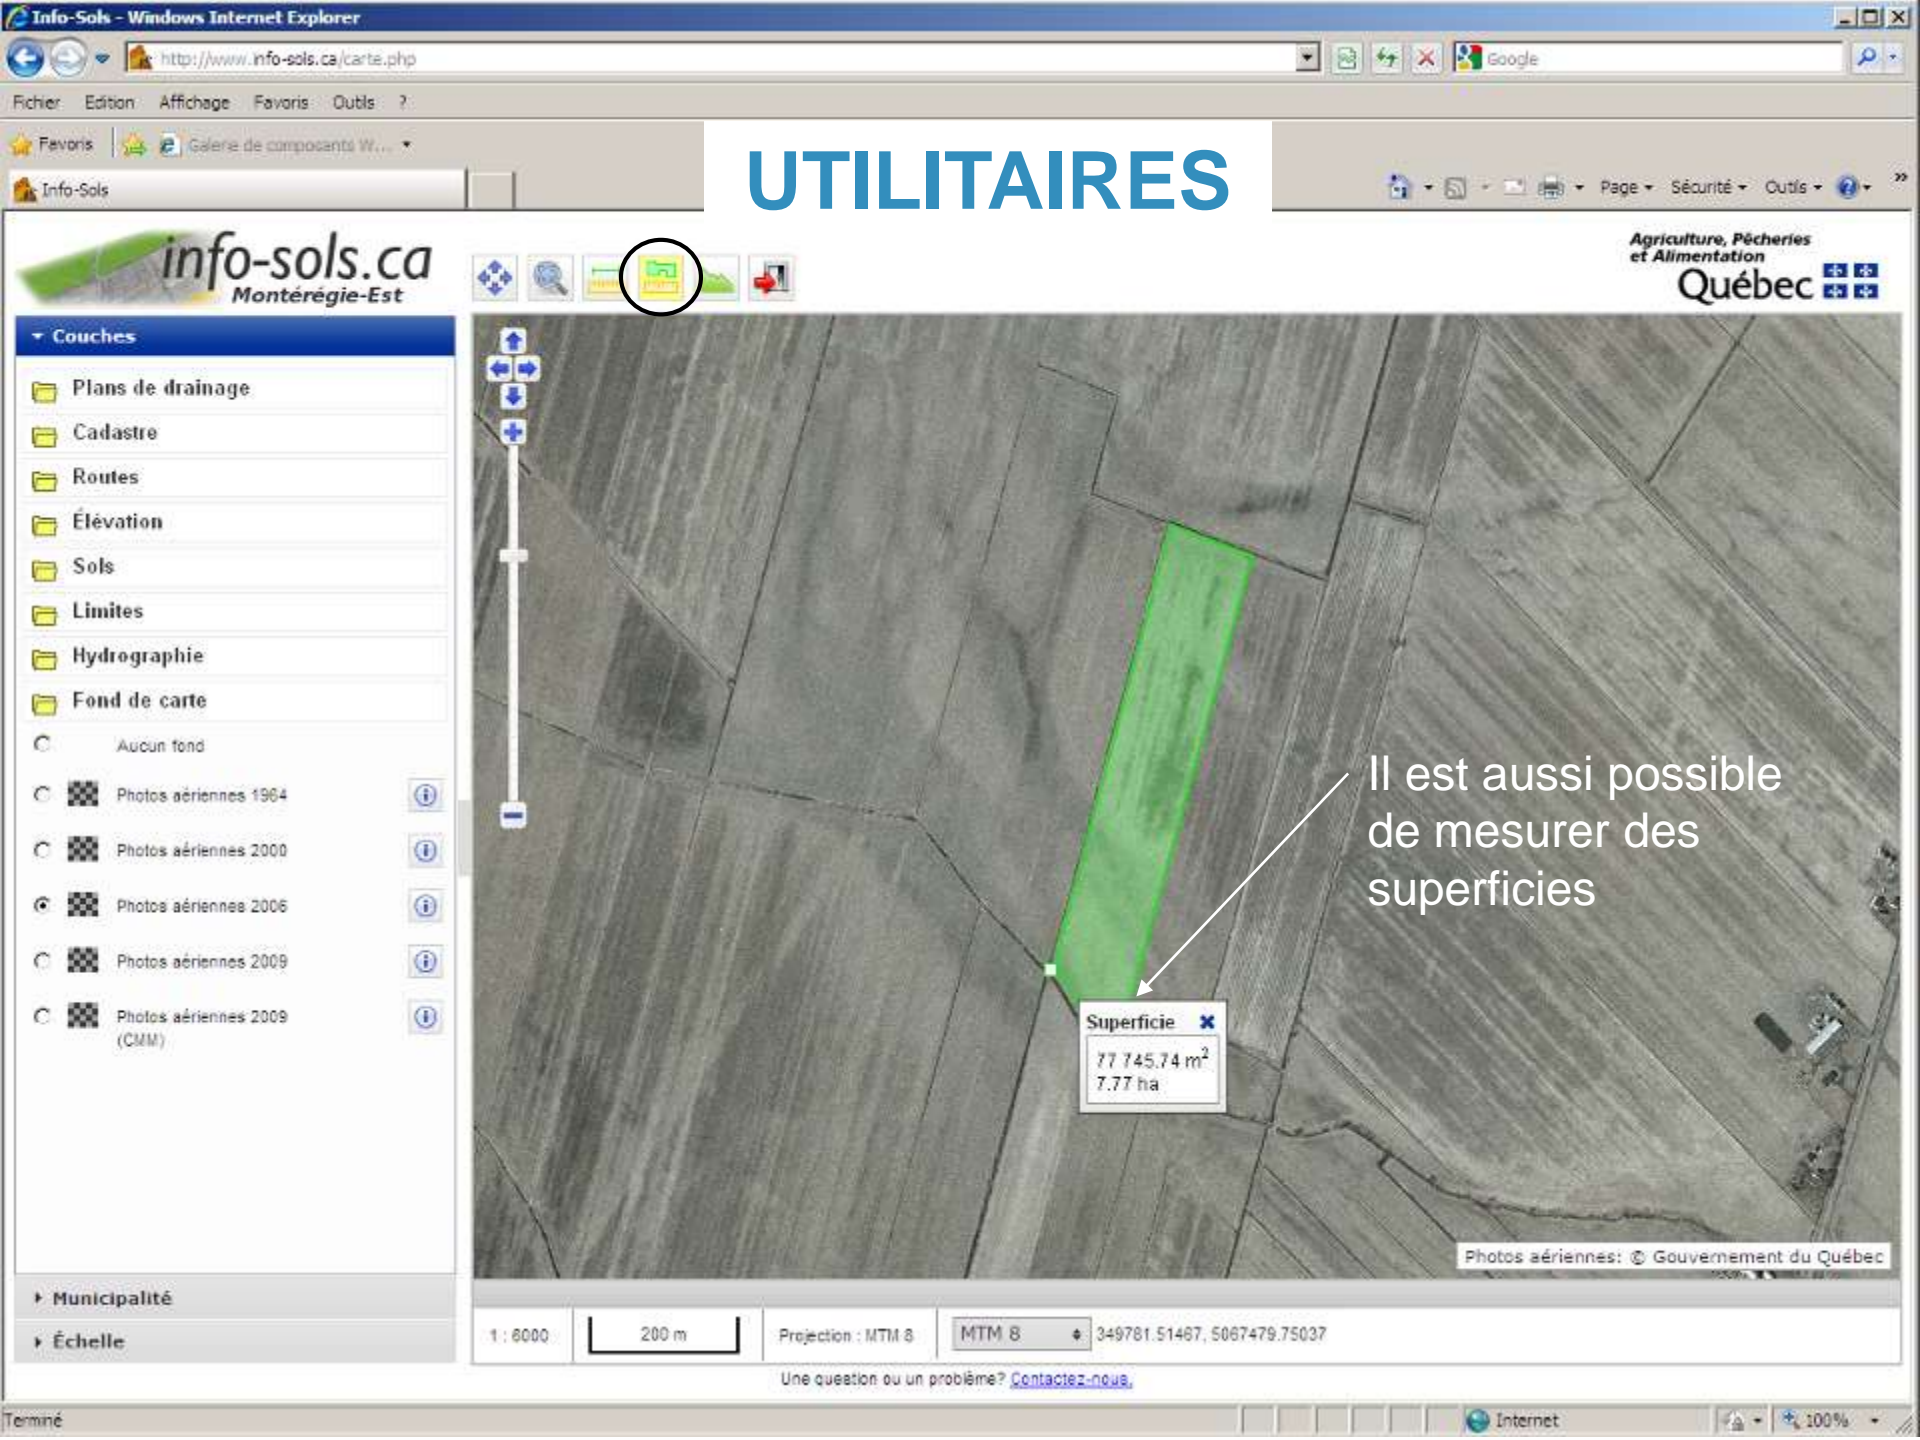 Info-Sols - Windows Internet Explorer
http://www.info-sols.ca/carte.php
Google
Fichier Edition Affichage Favoris Outils ?
Favoris
Galerie de composants W...
UTILITAIRES
Info-Sols
Page Sécurité Outils
info-sols.ca
Montérégie-Est
Agriculture, Pêcheries
et Alimentation
Québec
Couches
Plans de drainage
Cadastre
Routes
Élévation
Sols
Limites
Hydrographie
Fond de carte
Aucun fond
Photos aériennes 1964
Photos aériennes 2000
Photos aériennes 2006
Photos aériennes 2009
Photos aériennes 2009
(CMM)
Il est aussi possible
de mesurer des
superficies
Superficie
77 745.74 m²
7.77 ha
Photos aériennes: © Gouvernement du Québec
Municipalité
Échelle
1 : 6000
200 m
Projection : MTM 8
MTM 8
349781.51467, 5067479.75037
Une question ou un problème? Contactez-nous.
Terminé
Internet
100%